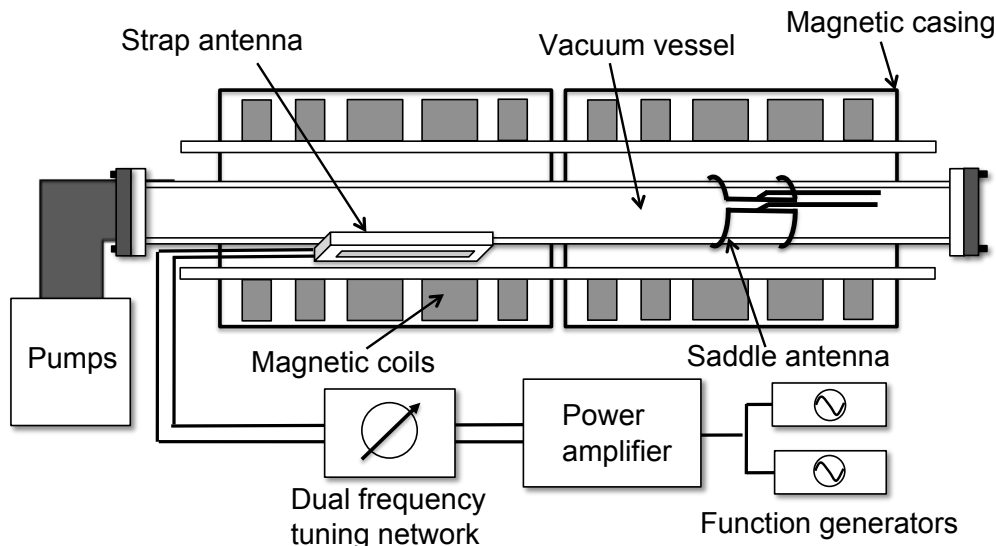 Magnetic casing
Strap antenna
Vacuum vessel
Pumps
Magnetic coils
Saddle antenna
Power
amplifier
Dual frequency
tuning network
Function generators